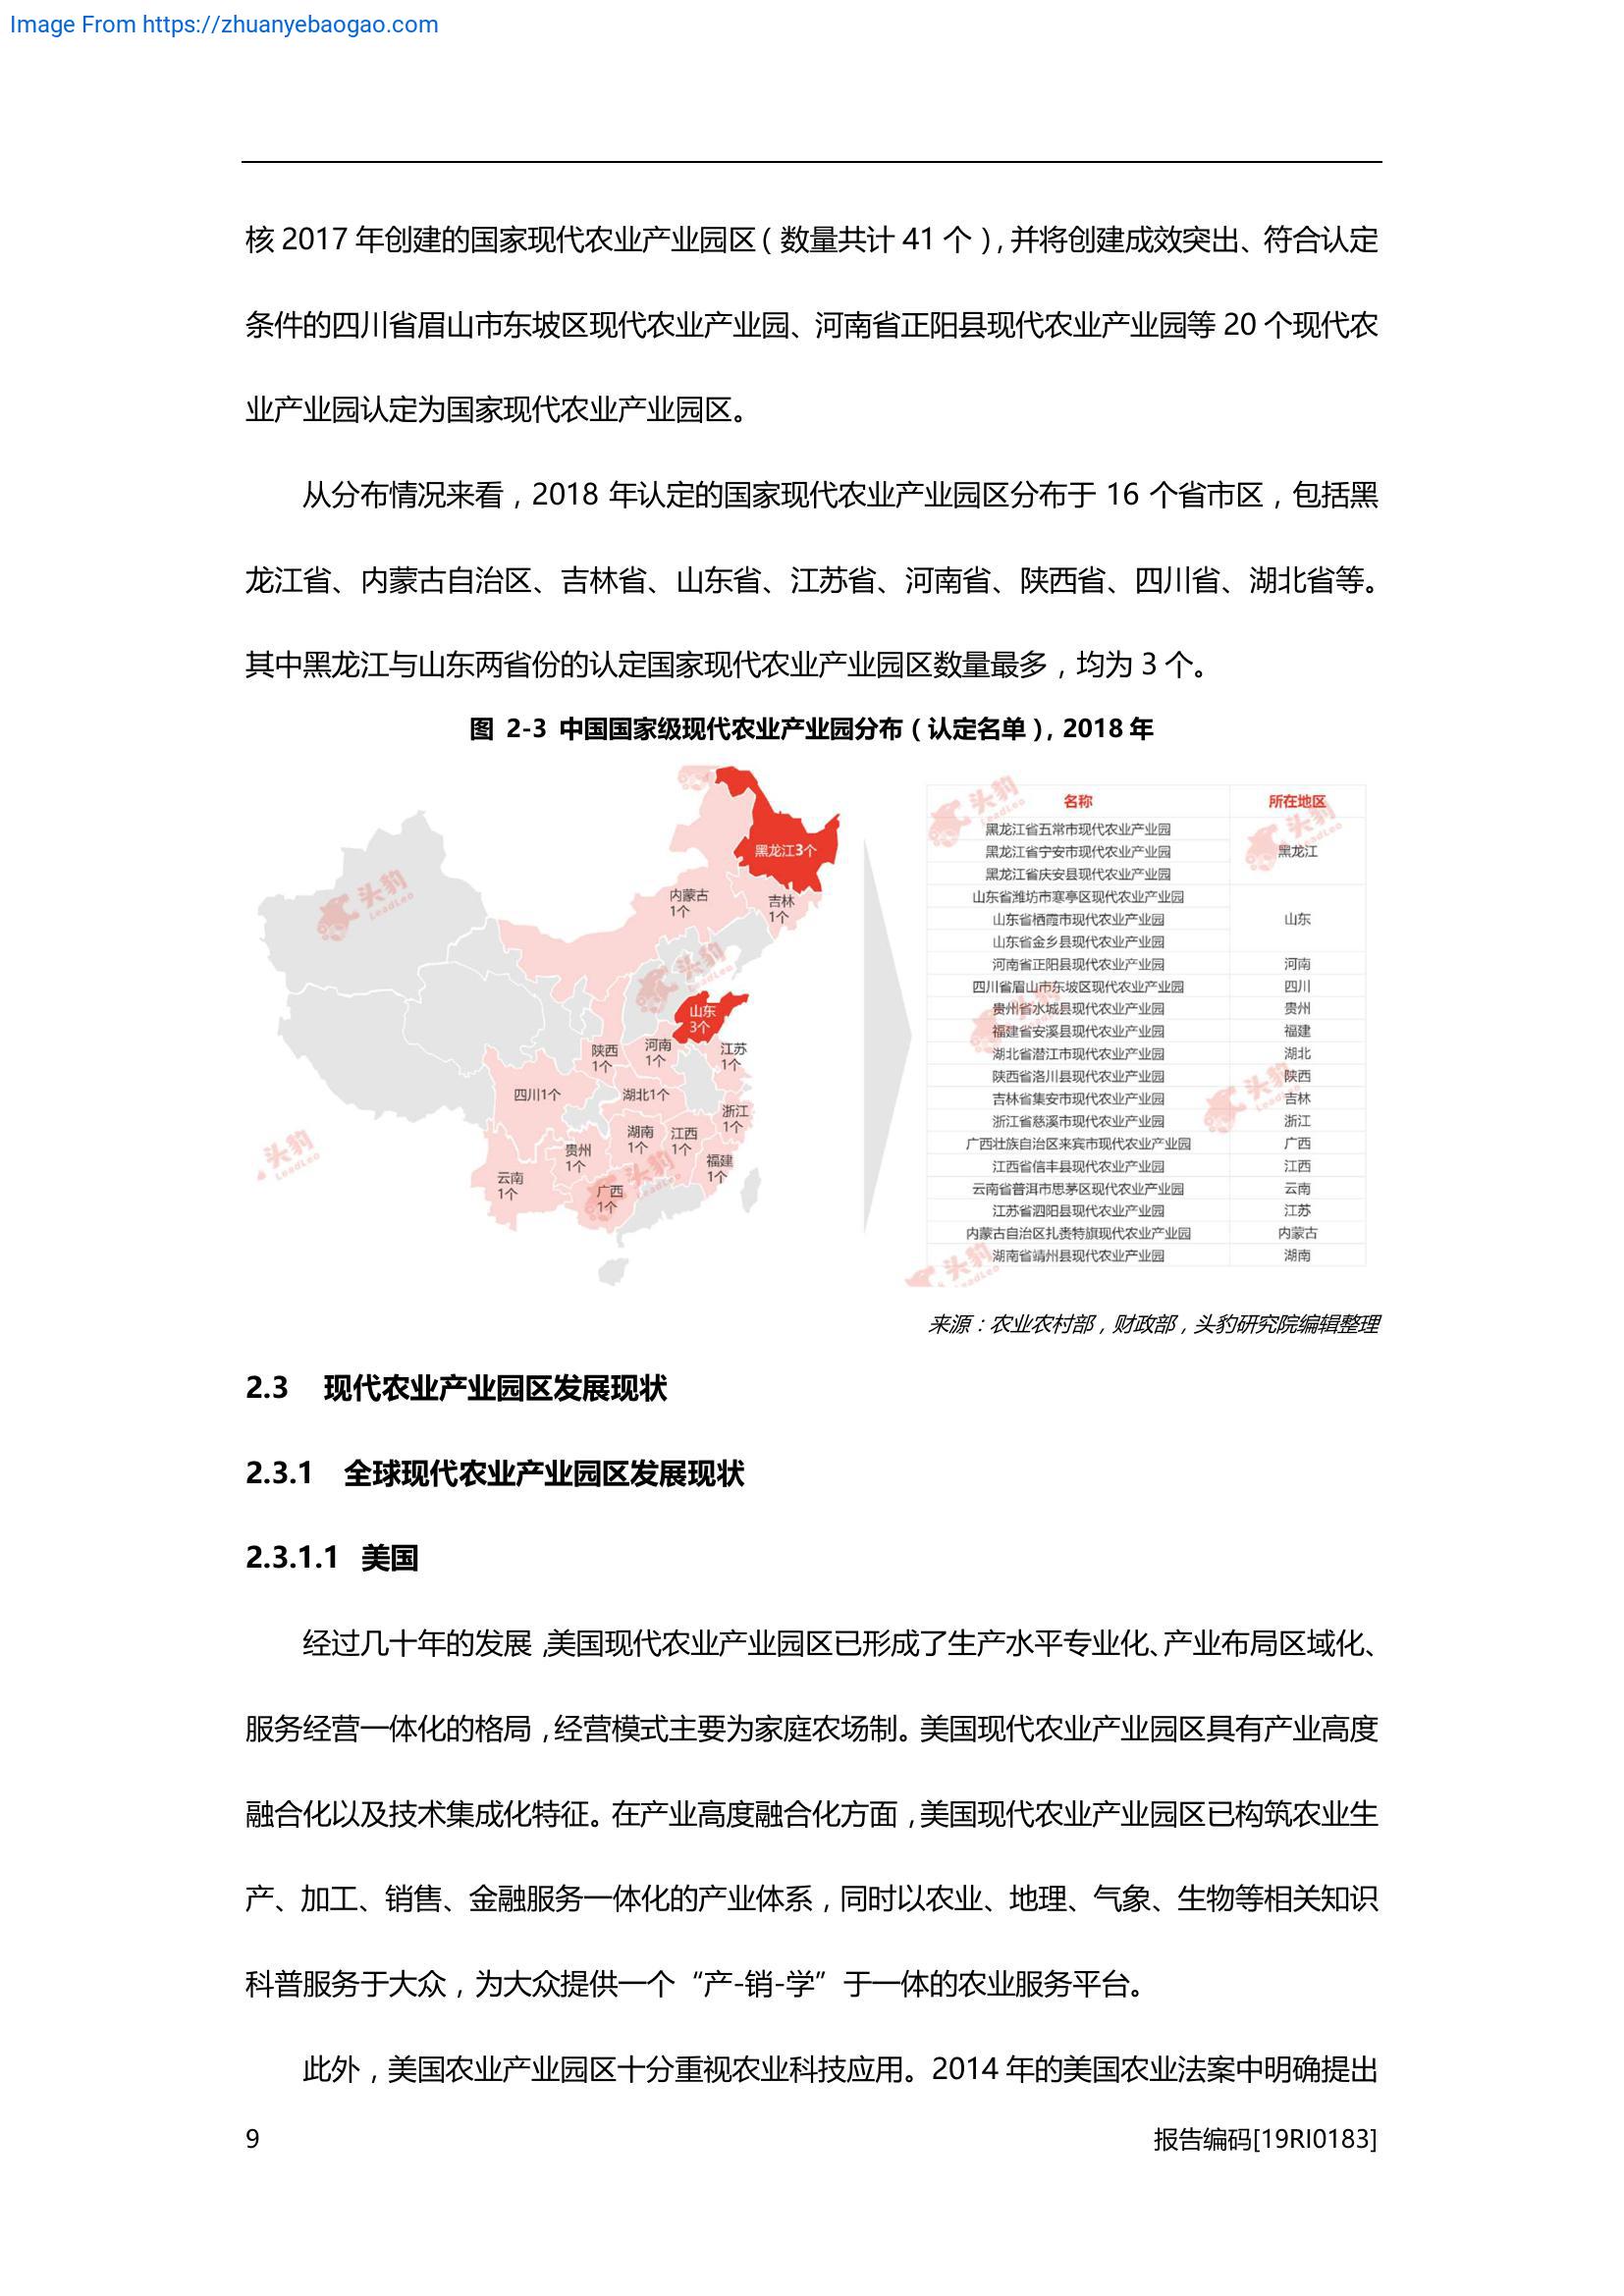 Image From https://zhuanyebaogao.com
核 2017 年创建的国家现代农业产业园区（数量共计 41 个），并将创建成效突出、符合认定
条件的四川省眉山市东坡区现代农业产业园、河南省正阳县现代农业产业园等 20 个现代农
业产业园认定为国家现代农业产业园区。
从分布情况来看，2018 年认定的国家现代农业产业园区分布于 16 个省市区，包括黑
龙江省、内蒙古自治区、吉林省、山东省、江苏省、河南省、陕西省、四川省、湖北省等。
其中黑龙江与山东两省份的认定国家现代农业产业园区数量最多，均为 3 个。
图 2-3 中国国家级现代农业产业园分布（认定名单），2018 年
黑龙江3个
内蒙古
1个
吉林
1个
山东
3个
陕西
1个
河南
1个
江苏
1个
四川1个
湖北1个
浙江
1个
湖南
1个
江西
1个
贵州
1个
福建
1个
云南
1个
广西
1个
头豹
LeadLeo
头豹
LeadLeo
头豹
LeadLeo
头豹
LeadLeo
名称 所在地区
黑龙江省五常市现代农业产业园
黑龙江省宁安市现代农业产业园 黑龙江
黑龙江省庆安县现代农业产业园
山东省潍坊市寒亭区现代农业产业园
山东省栖霞市现代农业产业园 山东
山东省金乡县现代农业产业园
河南省正阳县现代农业产业园 河南
四川省眉山市东坡区现代农业产业园 四川
贵州省水城县现代农业产业园 贵州
福建省安溪县现代农业产业园 福建
湖北省潜江市现代农业产业园 湖北
陕西省洛川县现代农业产业园 陕西
吉林省集安市现代农业产业园 吉林
浙江省慈溪市现代农业产业园 浙江
广西壮族自治区来宾市现代农业产业园 广西
江西省信丰县现代农业产业园 江西
云南省普洱市思茅区现代农业产业园 云南
江苏省泗阳县现代农业产业园 江苏
内蒙古自治区扎赉特旗现代农业产业园 内蒙古
湖南省靖州县现代农业产业园 湖南
头豹
LeadLeo
头豹
LeadLeo
头豹
头豹
头豹
来源：农业农村部，财政部，头豹研究院编辑整理
2.3 现代农业产业园区发展现状
2.3.1 全球现代农业产业园区发展现状
2.3.1.1 美国
经过几十年的发展，美国现代农业产业园区已形成了生产水平专业化、产业布局区域化、
服务经营一体化的格局，经营模式主要为家庭农场制。美国现代农业产业园区具有产业高度
融合化以及技术集成化特征。在产业高度融合化方面，美国现代农业产业园区已构筑农业生
产、加工、销售、金融服务一体化的产业体系，同时以农业、地理、气象、生物等相关知识
科普服务于大众，为大众提供一个“产-销-学”于一体的农业服务平台。
此外，美国农业产业园区十分重视农业科技应用。2014 年的美国农业法案中明确提出
9
报告编码[19RI0183]